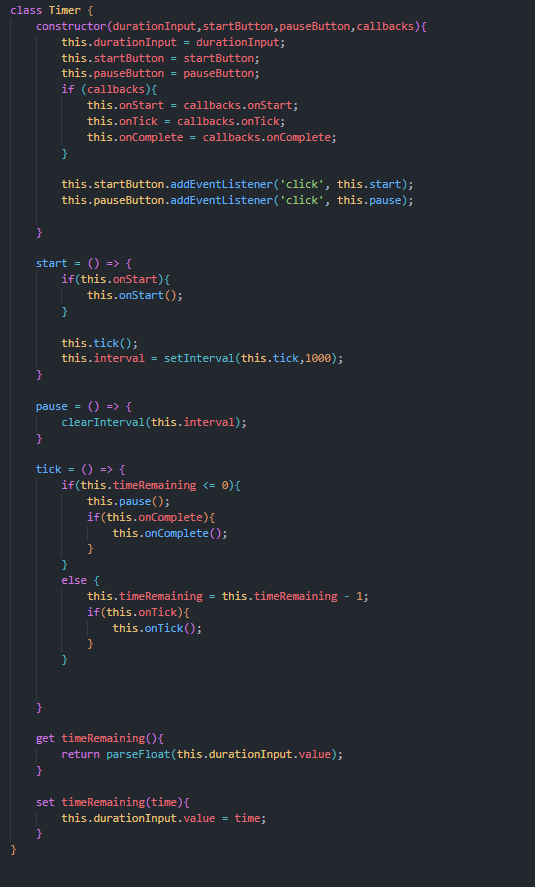 class Timer {
    constructor(durationInput,startButton,pauseButton,callbacks){
        this.durationInput = durationInput;
        this.startButton = startButton;
        this.pauseButton = pauseButton;
        if (callbacks){
            this.onStart = callbacks.onStart;
            this.onTick = callbacks.onTick;
            this.onComplete = callbacks.onComplete;
        }

        this.startButton.addEventListener('click', this.start);
        this.pauseButton.addEventListener('click', this.pause);

    }

    start = () => {
        if(this.onStart){
            this.onStart();
        }

        this.tick();
        this.interval = setInterval(this.tick,1000);
    }

    pause = () => {
        clearInterval(this.interval);
    }

    tick = () => {
        if(this.timeRemaining <= 0){
            this.pause();
            if(this.onComplete){
                this.onComplete();
            }
        }
        else {
            this.timeRemaining = this.timeRemaining - 1;
            if(this.onTick){
                this.onTick();
            }
        }


    }

    get timeRemaining(){
        return parseFloat(this.durationInput.value);
    }

    set timeRemaining(time){
        this.durationInput.value = time;
    }
}